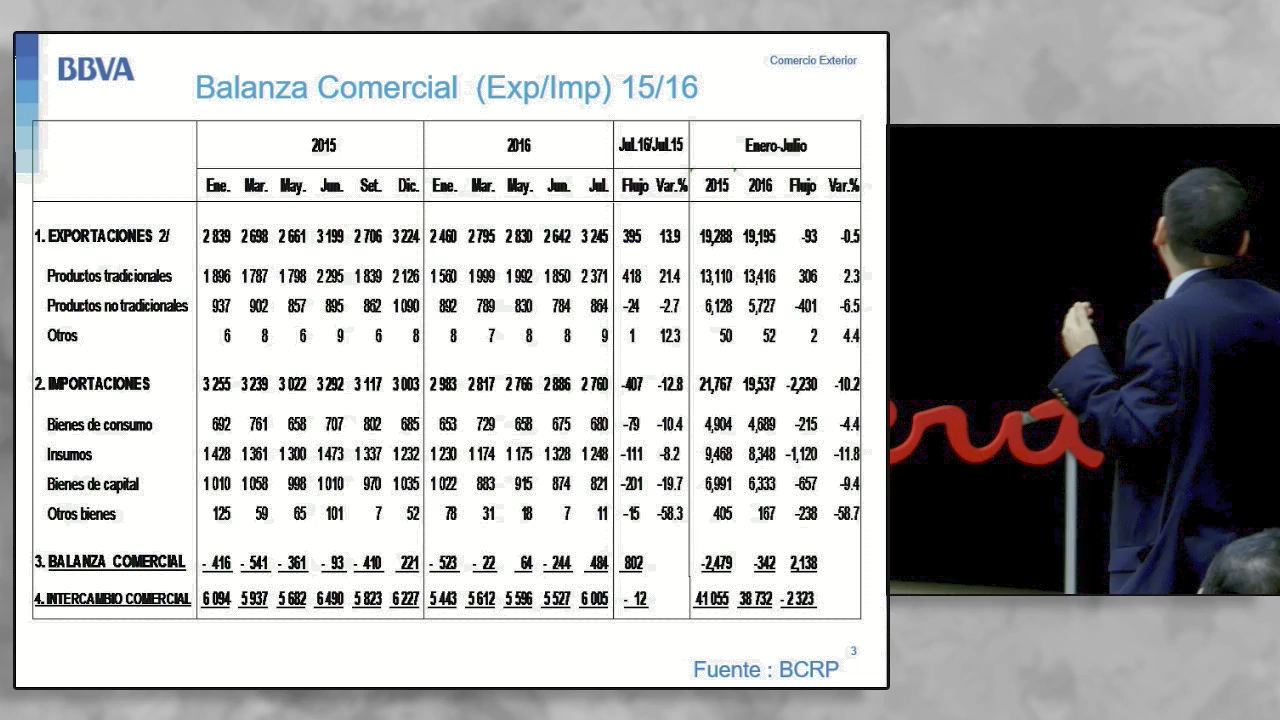 BBVA
Comercio Exterior
Balanza Comercial (Exp/Imp) 15/16
2015 2016 Jul.16/Jul.15 Enero-Julio
Ene. Mar. May. Jun. Set. Dic. Ene. Mar. May. Jun. Jul. Flujo Var.% 2015 2016 Flujo Var.%
1. EXPORTACIONES 2/ 2 839 2 698 2 661 3 199 2 706 3 224 2 460 2 795 2 830 2 642 3 245 395 13.9 19,288 19,195 -93 -0.5
Productos tradicionales 1 896 1 787 1 798 2 295 1 839 2 126 1 560 1 999 1 992 1 850 2 371 418 21.4 13,110 13,416 306 2.3
Productos no tradicionales 937 902 857 895 862 1 090 892 789 830 784 864 -24 -2.7 6,128 5,727 -401 -6.5
Otros 6 8 6 9 6 8 8 7 8 8 9 1 12.3 50 52 2 4.4
2. IMPORTACIONES 3 255 3 239 3 022 3 292 3 117 3 003 2 983 2 817 2 766 2 886 2 760 -407 -12.8 21,767 19,537 -2,230 -10.2
Bienes de consumo 692 761 658 707 802 685 653 729 658 675 680 -79 -10.4 4,904 4,689 -215 -4.4
Insumos 1 428 1 361 1 300 1 473 1 337 1 232 1 230 1 174 1 175 1 328 1 248 -111 -8.2 9,468 8,348 -1,120 -11.8
Bienes de capital 1 010 1 058 998 1 010 970 1 035 1 022 883 915 874 821 -201 -19.7 6,991 6,333 -657 -9.4
Otros bienes 125 59 65 101 7 52 78 31 18 7 11 -15 -58.3 405 167 -238 -58.7
3. BALANZA COMERCIAL - 416 - 541 - 361 - 93 - 410 221 - 523 - 22 64 - 244 484 802 -2,479 -342 2,138
4. INTERCAMBIO COMERCIAL 6 094 5 937 5 682 6 490 5 823 6 227 5 443 5 612 5 596 5 527 6 005 - 12 41 055 38 732 - 2 323
3
Fuente : BCRP